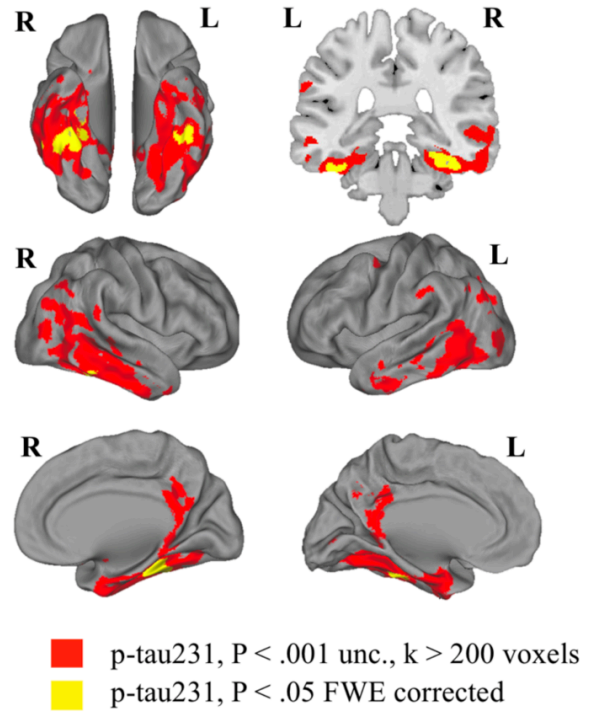 R L L R
R L
R L
p-tau231, P < .001 unc., k > 200 voxels
p-tau231, P < .05 FWE corrected